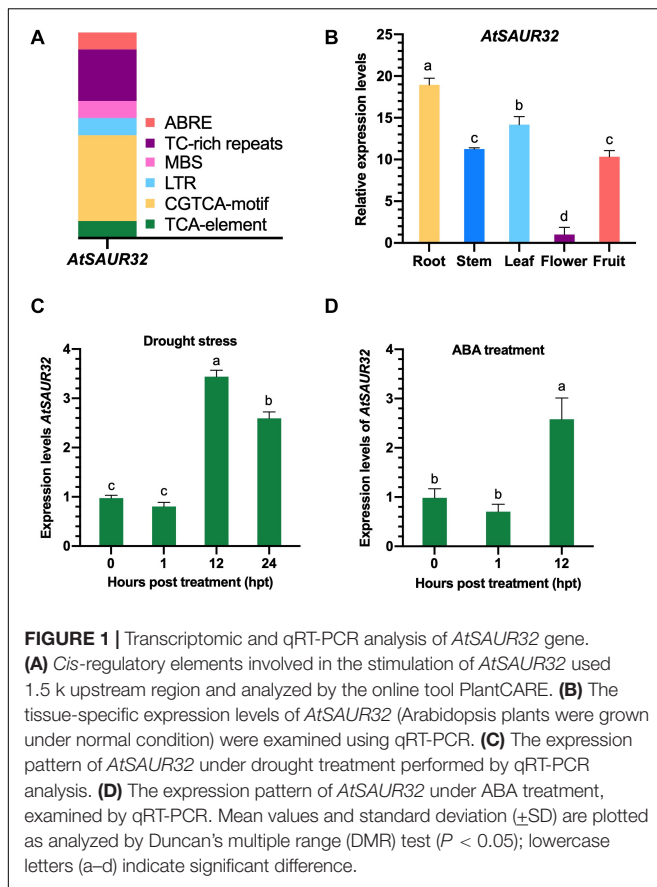 A
ABRE
TC-rich repeats
MBS
LTR
CGTCA-motif
TCA-element
AtSAUR32
B
AtSAUR32
Relative expression levels
25
20
15
10
5
0
a
c
b
d
c
Root Stem Leaf Flower Fruit
C
Drought stress
Expression levels AtSAUR32
4
3
2
1
0
c
c
a
b
0 1 12 24
Hours post treatment (hpt)
D
ABA treatment
Expression levels of AtSAUR32
4
3
2
1
0
b
b
a
0 1 12
Hours post treatment (hpt)
FIGURE 1 | Transcriptomic and qRT-PCR analysis of AtSAUR32 gene.
(A) Cis-regulatory elements involved in the stimulation of AtSAUR32 used
1.5 k upstream region and analyzed by the online tool PlantCARE. (B) The
tissue-specific expression levels of AtSAUR32 (Arabidopsis plants were grown
under normal condition) were examined using qRT-PCR. (C) The expression
pattern of AtSAUR32 under drought treatment performed by qRT-PCR
analysis. (D) The expression pattern of AtSAUR32 under ABA treatment,
examined by qRT-PCR. Mean values and standard deviation (±SD) are plotted
as analyzed by Duncan's multiple range (DMR) test (P < 0.05); lowercase
letters (a–d) indicate significant difference.